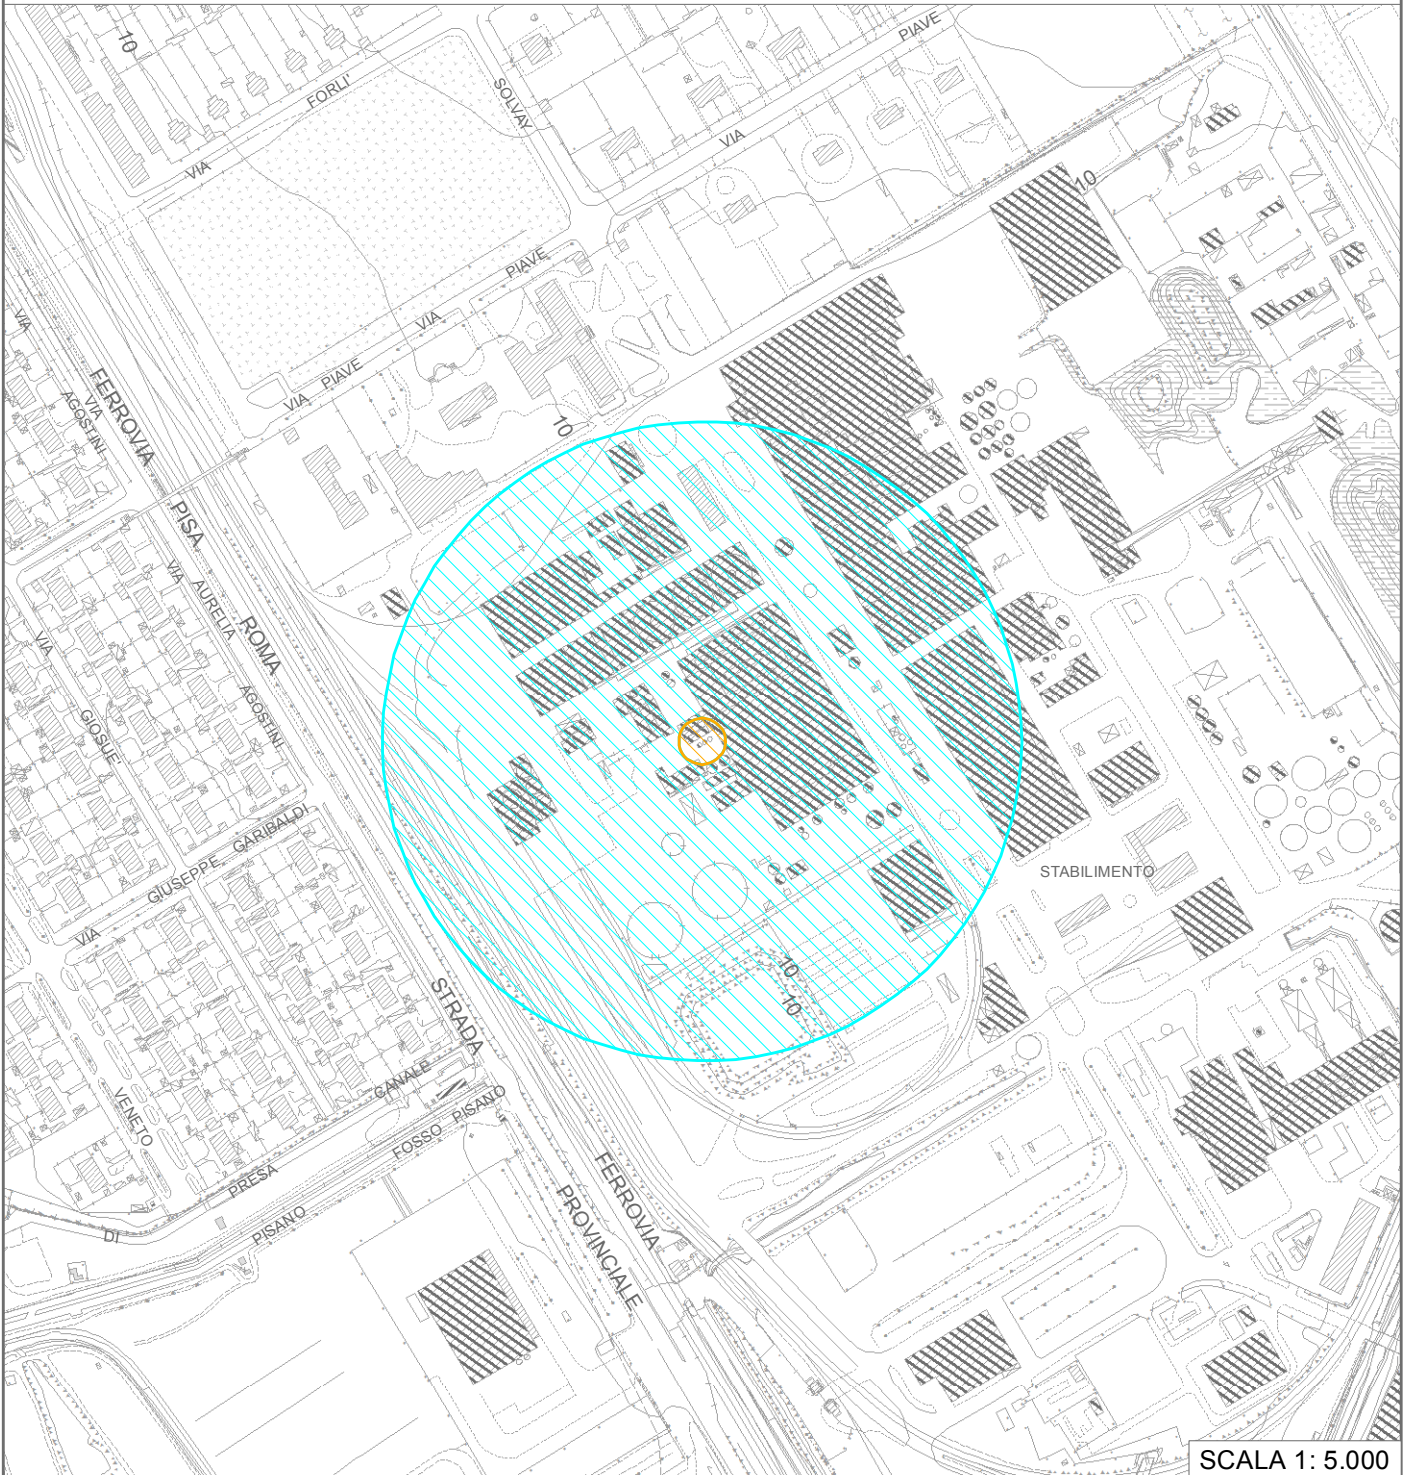 10
PIAVE
FORLI'
SOLVAY
VIA
VIA
10
PIAVE
VIA
VIA
PIAVE
VIA
FERROVIA
VIA
AGOSTINI
10
PISA
VIA
AURELIA
ROMA
VIA
AGOSTINI
GIOSUE'
GARIBALDI
GIUSEPPE
VIA
STABILIMENTO
10
10
STRADA
CANALE
VENETO
PISANO
FOSSO
PRESA
FERROVIA
PROVINCIALE
PISANO
DI
SCALA 1: 5.000